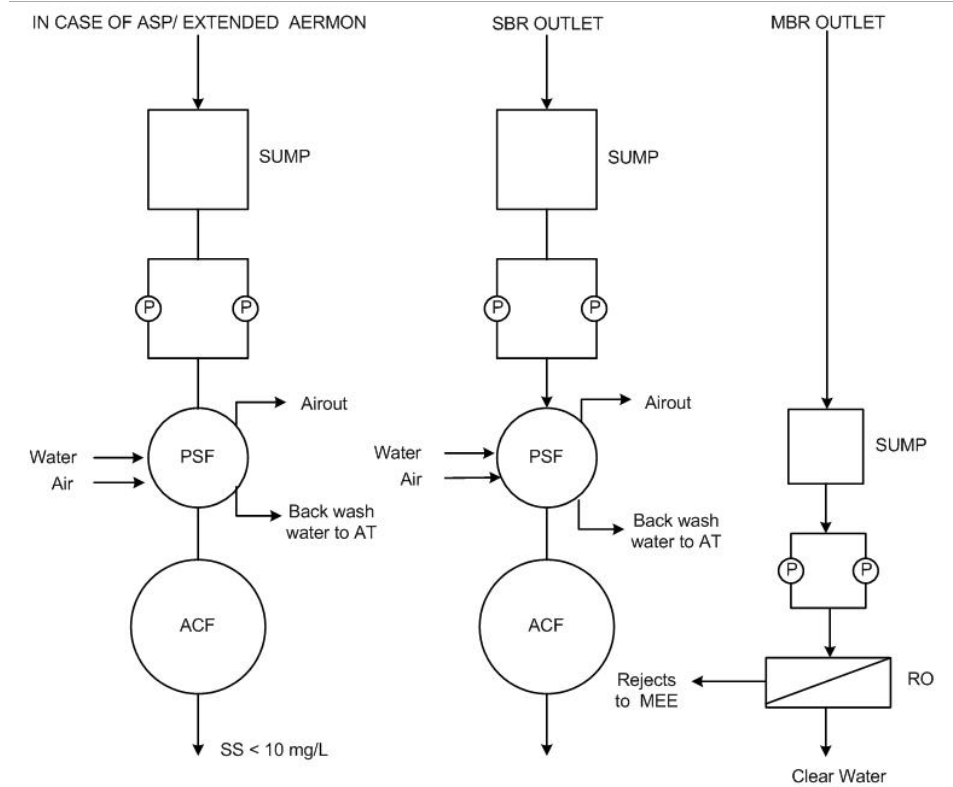 IN CASE OF ASP/ EXTENDED AERMON
SBR OUTLET
MBR OUTLET
SUMP
SUMP
P
P
P
P
Airout
Airout
Water
PSF
Air
Water
PSF
Air
SUMP
Back wash
water to AT
Back wash
water to AT
P
P
ACF
ACF
Rejects
to MEE
RO
SS < 10 mg/L
Clear Water